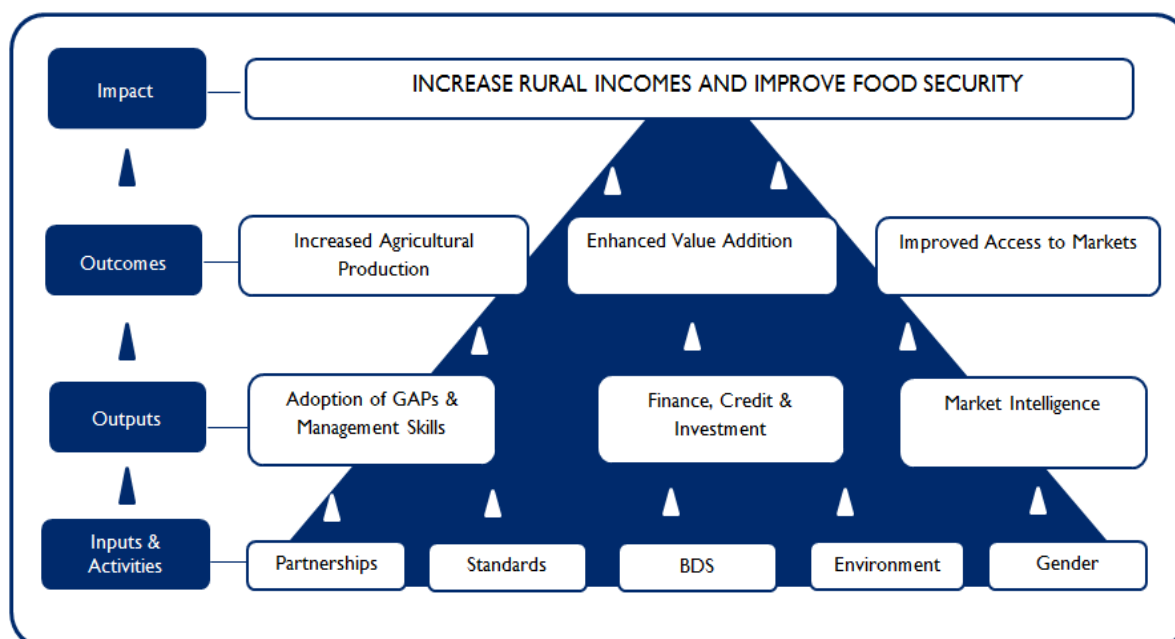 Impact
INCREASE RURAL INCOMES AND IMPROVE FOOD SECURITY
Outcomes
Increased Agricultural
Production
Enhanced Value Addition
Improved Access to Markets
Outputs
Adoption of GAPs &
Management Skills
Finance, Credit &
Investment
Market Intelligence
Inputs &
Activities
Partnerships
Standards
BDS
Environment
Gender